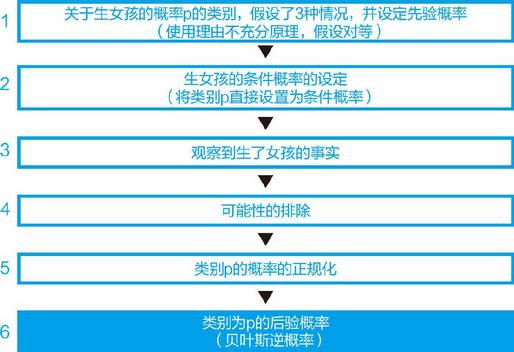 1
关于生女孩的概率p的类别，假设了3种情况，并设定先验概率
（使用理由不充分原理，假设对等）
2
生女孩的条件概率的设定
（将类别p直接设置为条件概率）
3
观察到生了女孩的事实
4
可能性的排除
5
类别p的概率的正规化
6
类别为p的后验概率
（贝叶斯逆概率）